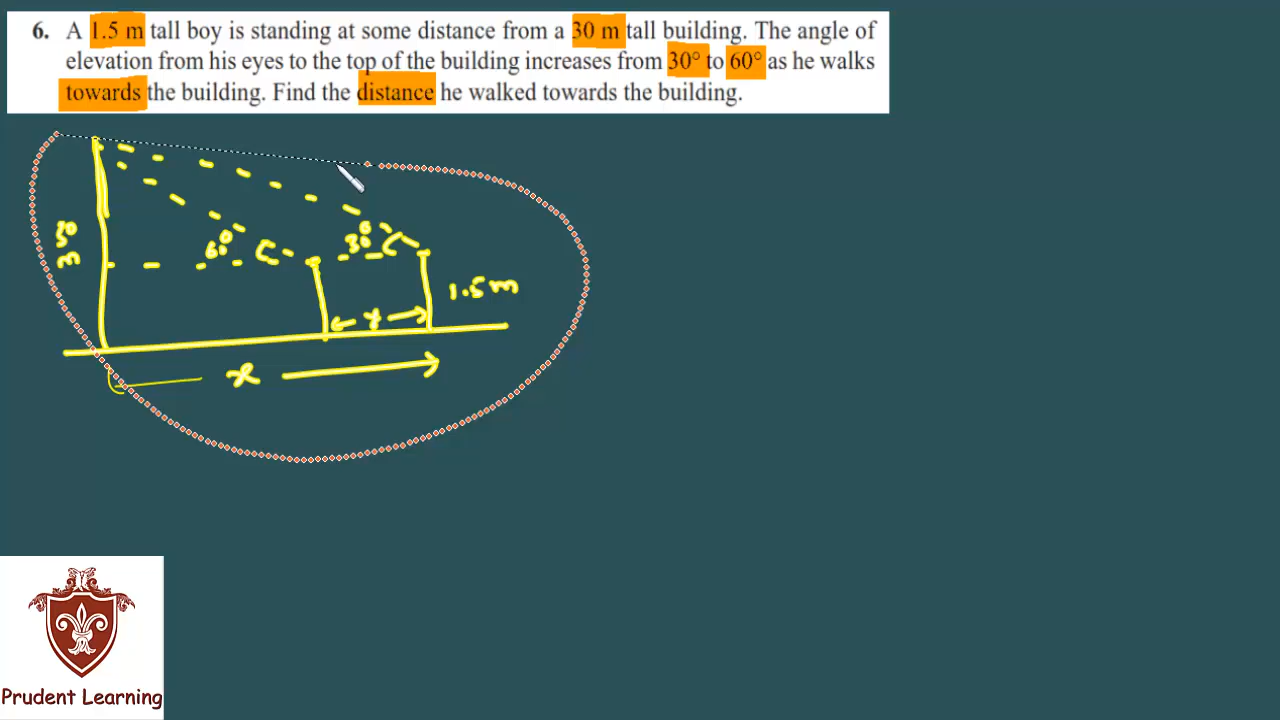 6. A 1.5 m tall boy is standing at some distance from a 30 m tall building. The angle of
elevation from his eyes to the top of the building increases from 30° to 60° as he walks
towards the building. Find the distance he walked towards the building.
30
m
60°
30°
1.5m
y
x
Prudent Learning